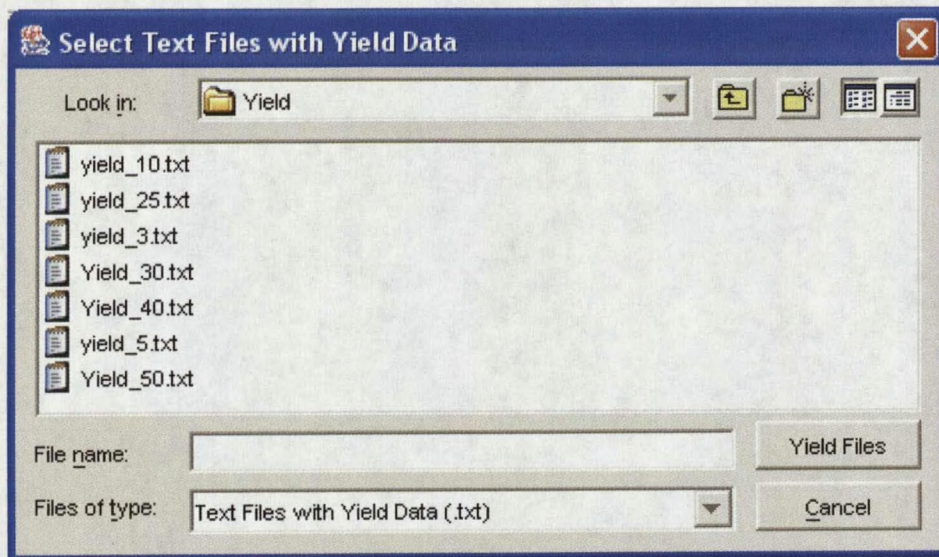 Select Text Files with Yield Data
Look in: Yield
yield_10.txt
yield_25.txt
yield_3.txt
Yield_30.txt
Yield_40.txt
yield_5.txt
Yield_50.txt
File name: Yield Files
Files of type: Text Files with Yield Data (.txt) Cancel